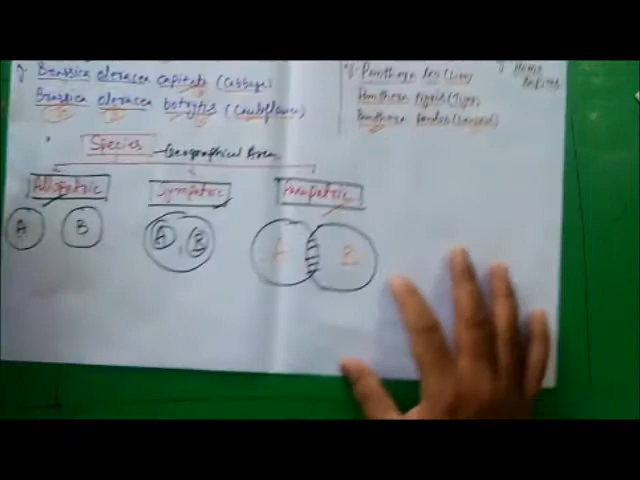 Brassica oleracea capitata (Cabbage)
Brassica oleracea botrytis (Cauliflower)
Panthera leo (Lion)
Panthera tigris (Tiger)
Panthera pardus (Leopard)
Homo
Species - Geographical Area
Allopatric Sympatric Parapatric
A B A B A B